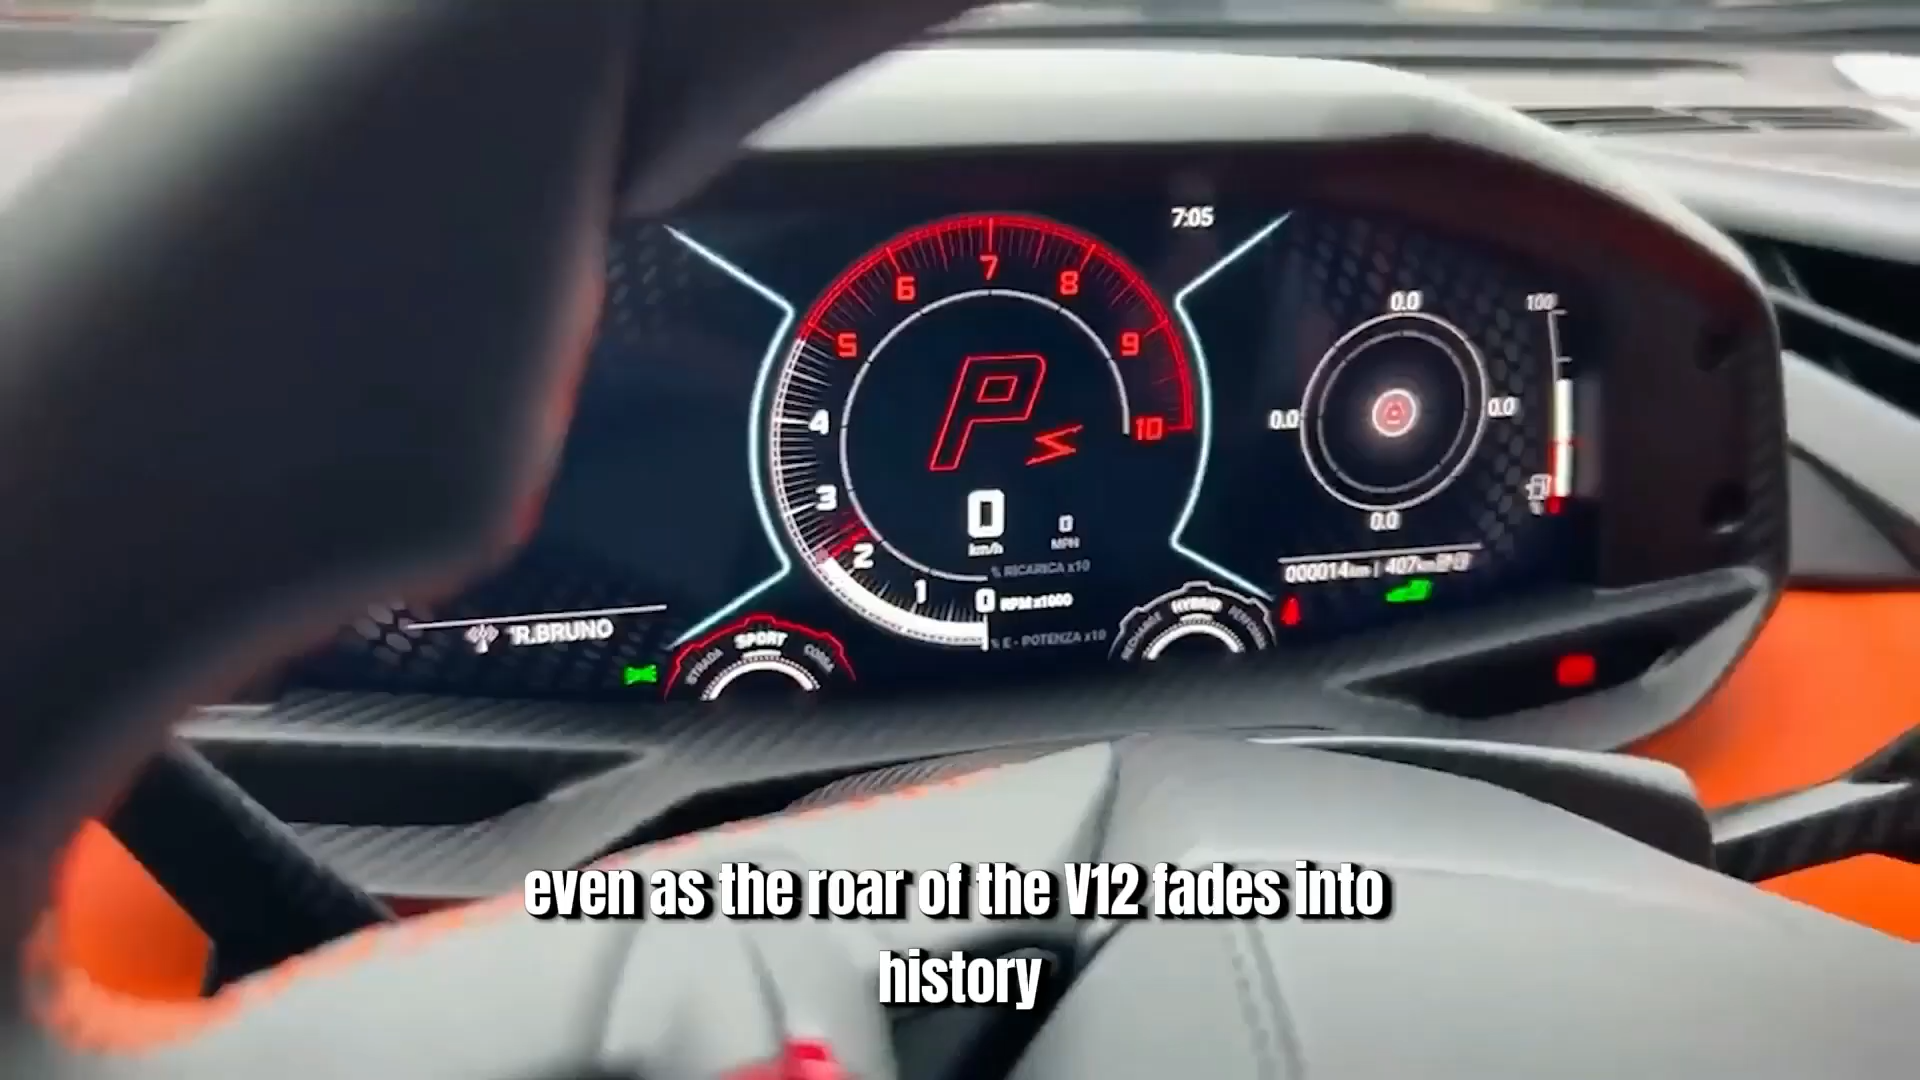 7:05
6
7
8
5
9
4
10
3
2
1
0
P
S
0
km/h
0
MPH
% RICARICA x10
RPM x1000
% E - POTENZA x10
0.0
0.0
0.0
0.0
100
000014km | 407km
R.BRUNO
STRADA
SPORT
CORSA
RECHARGE
HYBRID
even as the roar of the V12 fades into
history